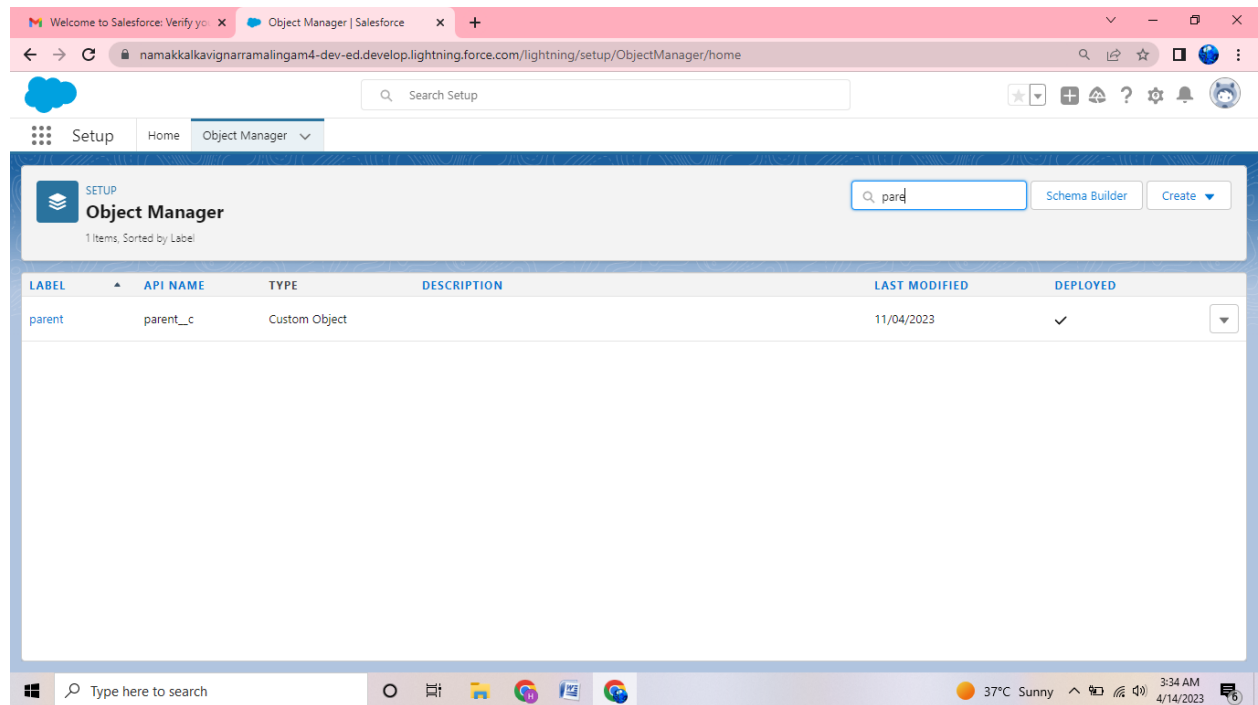 Welcome to Salesforce: Verify yo
Object Manager | Salesforce
namakkalkavignarramalingam4-dev-ed.develop.lightning.force.com/lightning/setup/ObjectManager/home
Search Setup
Setup Home Object Manager
SETUP
Object Manager
1 Items, Sorted by Label
pare
Schema Builder
Create
LABEL API NAME TYPE DESCRIPTION LAST MODIFIED DEPLOYED
parent parent__c Custom Object 11/04/2023
Type here to search
37°C Sunny
3:34 AM
4/14/2023
6